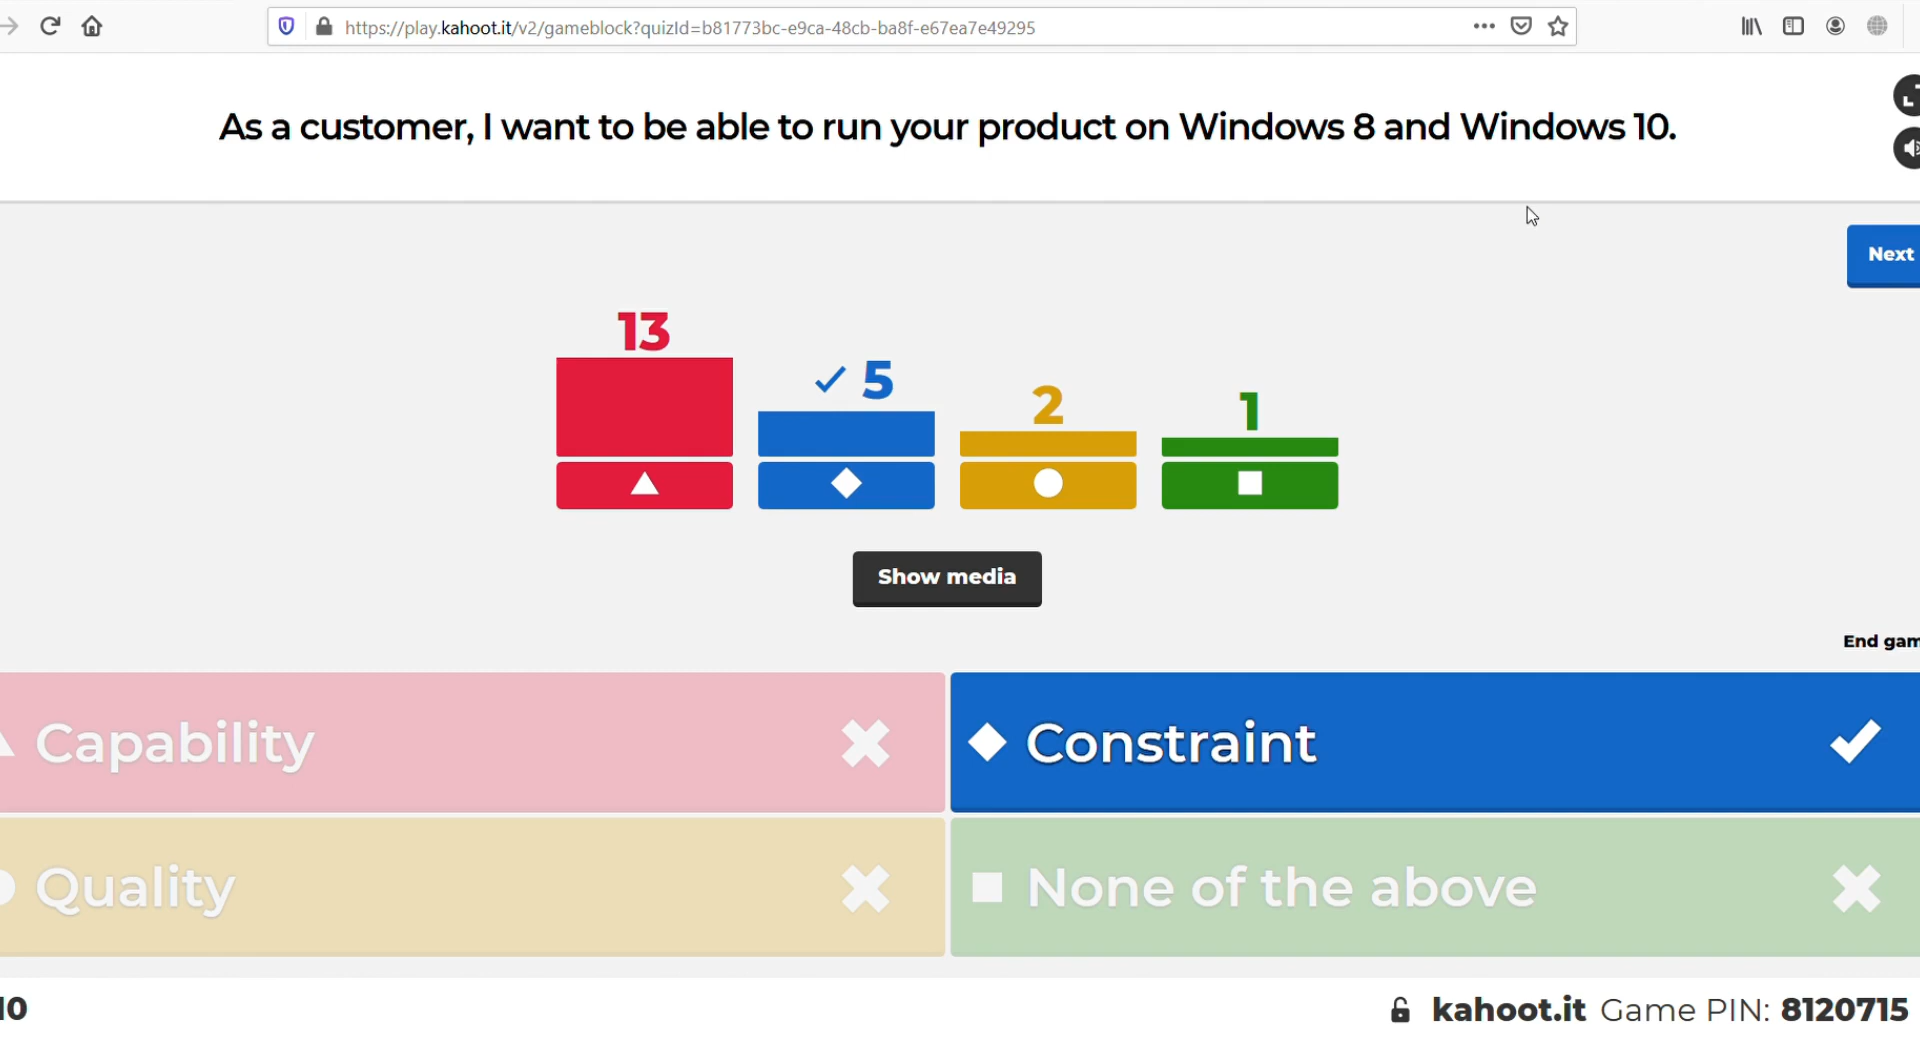 https://play.kahoot.it/v2/gameblock?quizId=b81773bc-e9ca-48cb-ba8f-e67ea7e49295
As a customer, I want to be able to run your product on Windows 8 and Windows 10.
Next
13
5
2
1
Show media
End gam
Capability
Constraint
Quality
None of the above
10
kahoot.it Game PIN: 8120715